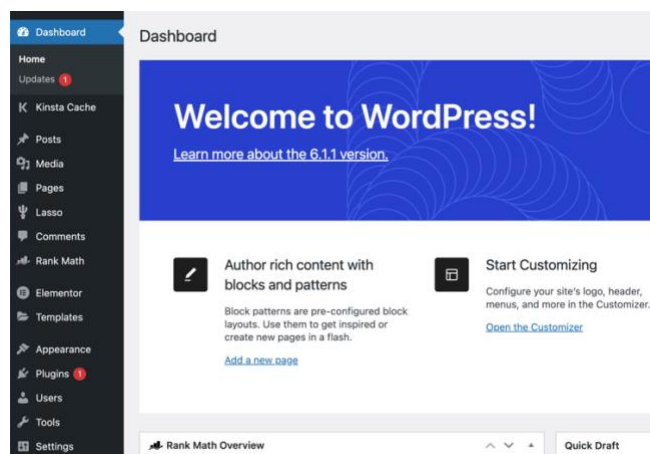 Dashboard
Home
Updates 1
Kinsta Cache
Posts
Media
Pages
Lasso
Comments
Rank Math
Elementor
Templates
Appearance
Plugins 1
Users
Tools
Settings
Dashboard
Welcome to WordPress!
Learn more about the 6.1.1 version.
Author rich content with
blocks and patterns
Block patterns are pre-configured block
layouts. Use them to get inspired or
create new pages in a flash.
Add a new page
Start Customizing
Configure your site's logo, header,
menus, and more in the Customizer.
Open the Customizer
Rank Math Overview
Quick Draft